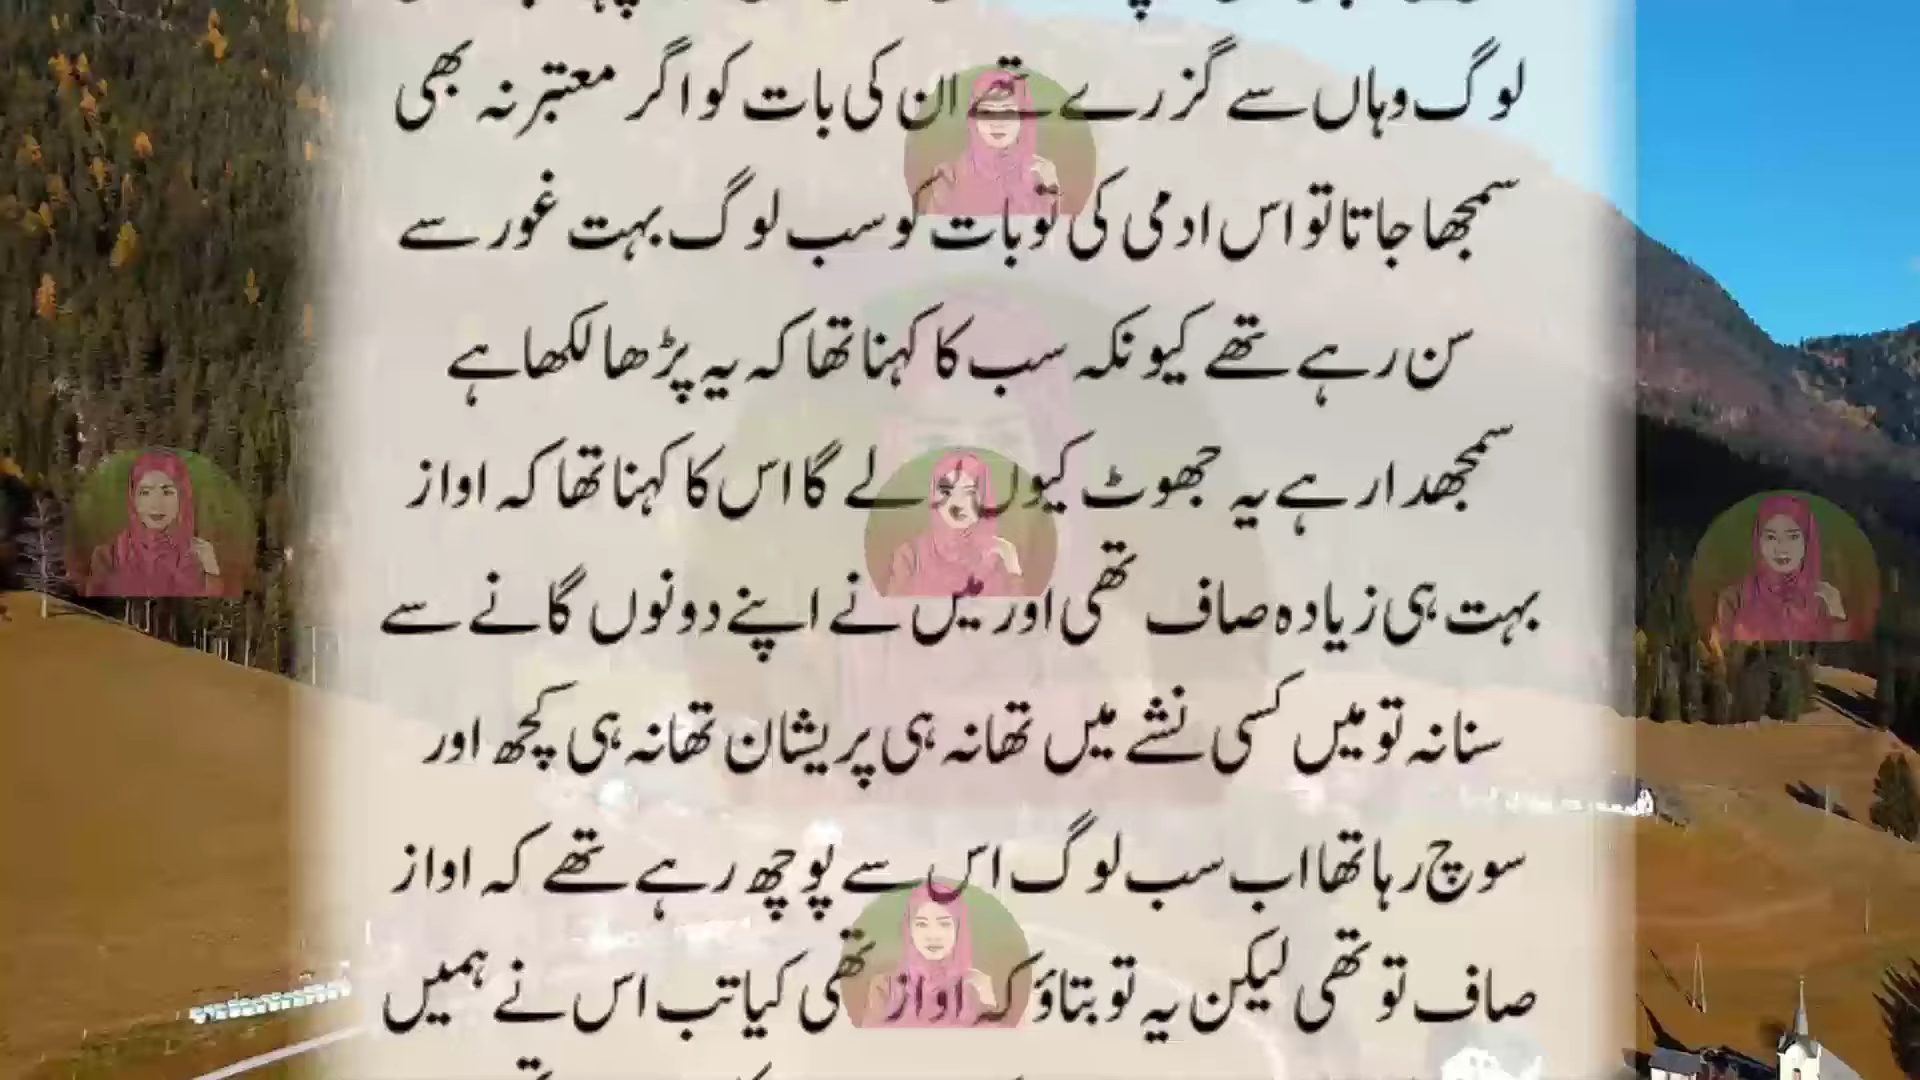 لوگ وہاں سے گزرے تھے ان کی بات کو اگر معتبر نہ بھی
سمجھا جاتا تو اس ادمی کی تو بات کو سب لوگ بہت غور سے
سن رہے تھے کیونکہ سب کا کہنا تھا کہ یہ پڑھا لکھا ہے
سمجھدار ہے یہ جھوٹ کیوں بولے گا اس کا کہنا تھا کہ اواز
بہت ہی زیادہ صاف تھی اور میں نے اپنے دونوں گانے سے
سنا نہ تو میں کسی نشے میں تھا نہ ہی پریشان تھا نہ ہی کچھ اور
سوچ رہا تھا اب سب لوگ اس سے پوچھ رہے تھے کہ اواز
صاف تو تھی لیکن یہ تو بتاؤ کہ اواز تھی کیا تب اس نے ہمیں